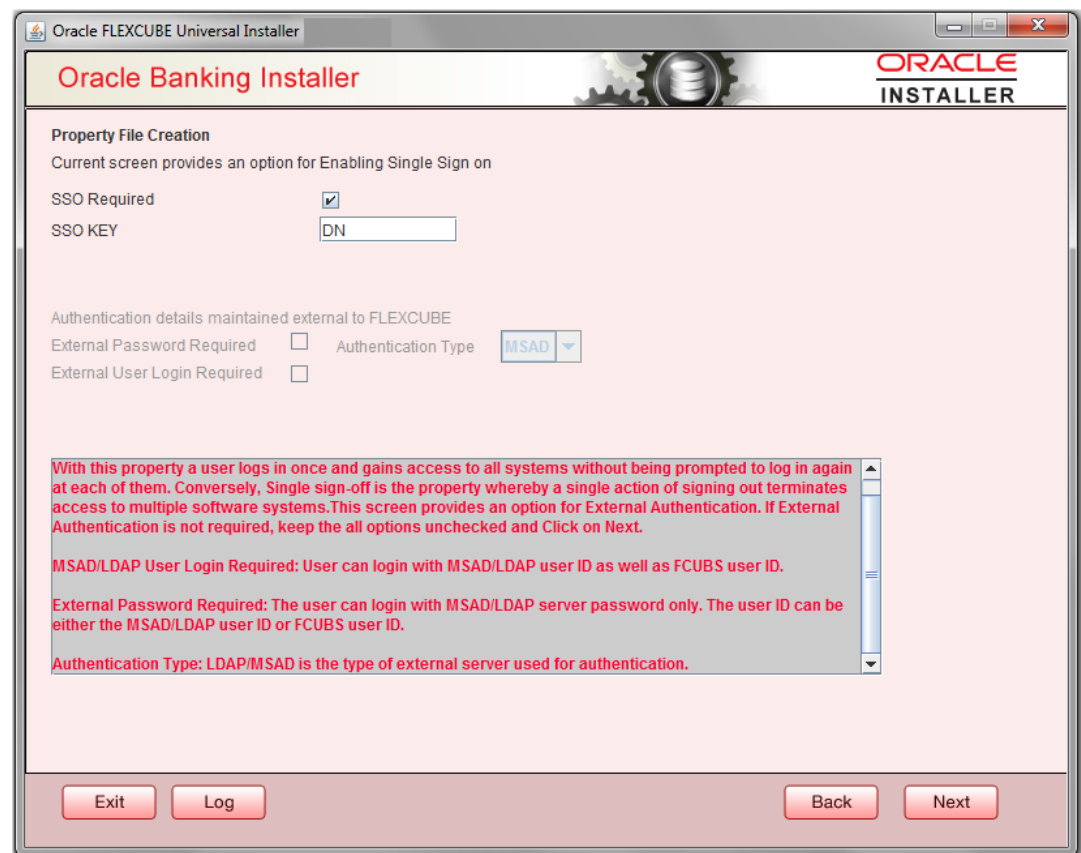 Oracle FLEXCUBE Universal Installer
Oracle Banking Installer
ORACLE
INSTALLER
Property File Creation
Current screen provides an option for Enabling Single Sign on
SSO Required
SSO KEY DN
Authentication details maintained external to FLEXCUBE
External Password Required Authentication Type MSAD
External User Login Required
With this property a user logs in once and gains access to all systems without being prompted to log in again
at each of them. Conversely, Single sign-off is the property whereby a single action of signing out terminates
access to multiple software systems.This screen provides an option for External Authentication. If External
Authentication is not required, keep the all options unchecked and Click on Next.
MSAD/LDAP User Login Required: User can login with MSAD/LDAP user ID as well as FCUBS user ID.
External Password Required: The user can login with MSAD/LDAP server password only. The user ID can be
either the MSAD/LDAP user ID or FCUBS user ID.
Authentication Type: LDAP/MSAD is the type of external server used for authentication.
Exit Log Back Next